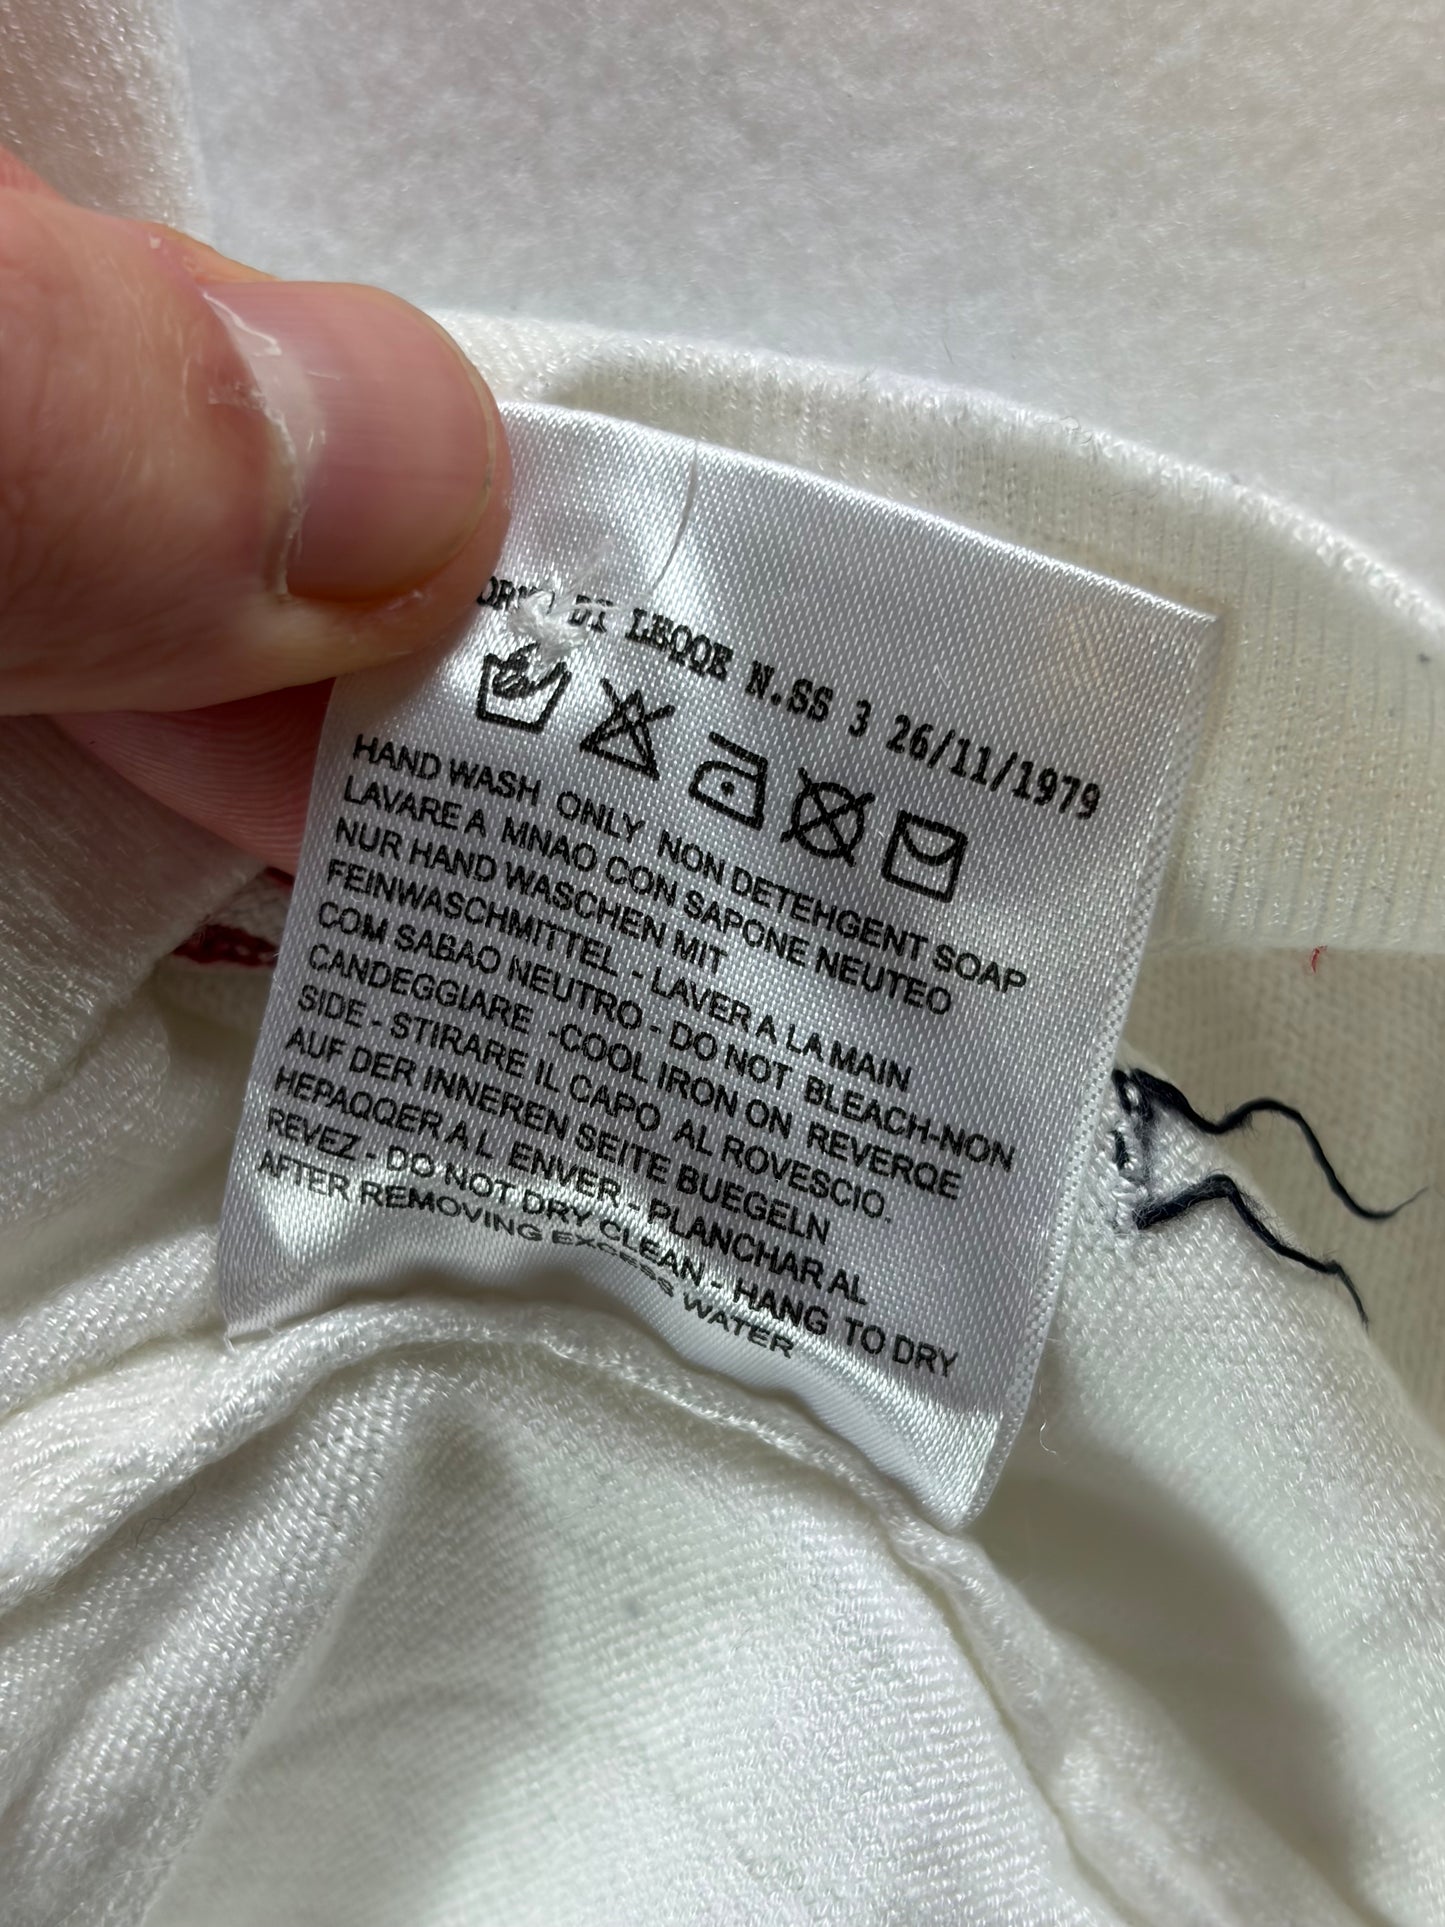 DI LEQQE N.SS 3 26/11/1979
HAND WASH ONLY NON DETEHGENT SOAP
LAVARE A MNAO CON SAPONE NEUTEO
NUR HAND WASCHEN MIT
FEINWASCHMITTEL - LAVER A LA MAIN
COM SABAO NEUTRO - DO NOT BLEACH-NON
CANDEGGIARE -COOL IRON ON REVERQE
SIDE - STIRARE IL CAPO AL ROVESCIO.
AUF DER INNEREN SEITE BUEGELN
HEPAQQER A L ENVER - PLANCHAR AL
REVEZ - DO NOT DRY CLEAN - HANG TO DRY
AFTER REMOVING EXCESS WATER